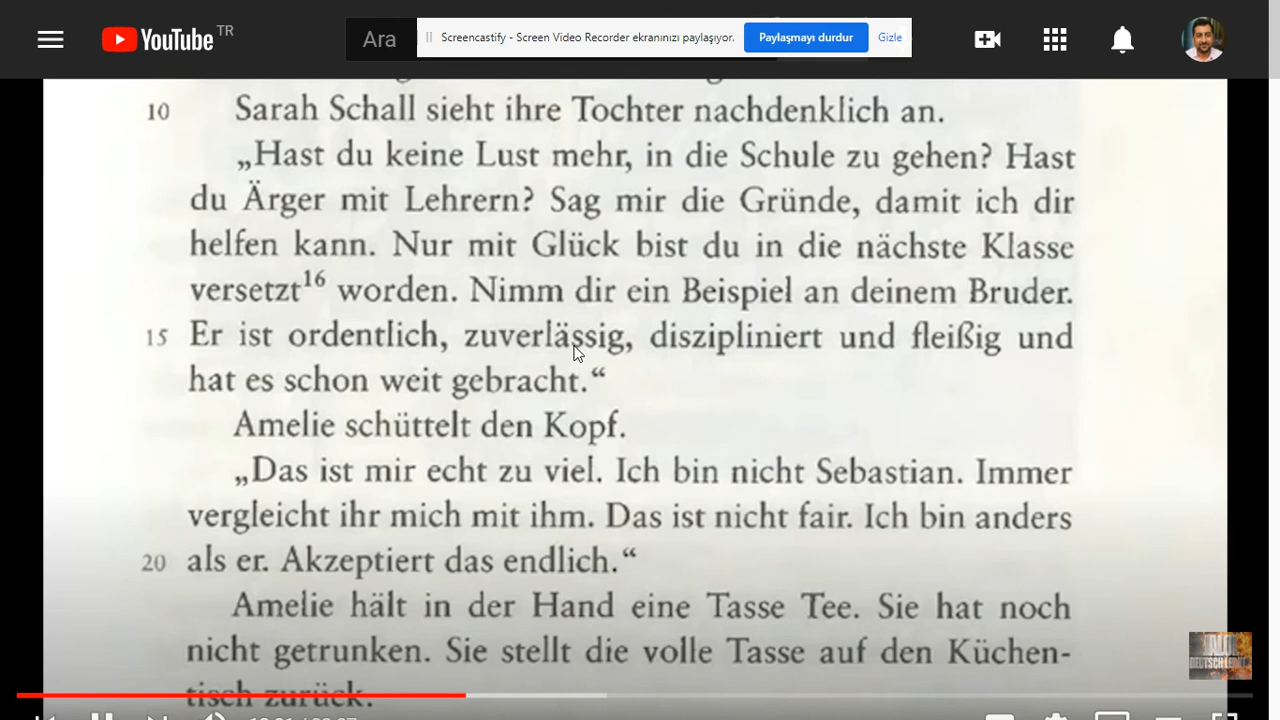 YouTube TR
Ara
Screencastify - Screen Video Recorder ekranınızı paylaşıyor.
Paylaşmayı durdur
Gizle
10 Sarah Schall sieht ihre Tochter nachdenklich an.
„Hast du keine Lust mehr, in die Schule zu gehen? Hast
du Ärger mit Lehrern? Sag mir die Gründe, damit ich dir
helfen kann. Nur mit Glück bist du in die nächste Klasse
versetzt16 worden. Nimm dir ein Beispiel an deinem Bruder.
15 Er ist ordentlich, zuverlässig, diszipliniert und fleißig und
hat es schon weit gebracht.“
Amelie schüttelt den Kopf.
„Das ist mir echt zu viel. Ich bin nicht Sebastian. Immer
vergleicht ihr mich mit ihm. Das ist nicht fair. Ich bin anders
20 als er. Akzeptiert das endlich.“
Amelie hält in der Hand eine Tasse Tee. Sie hat noch
nicht getrunken. Sie stellt die volle Tasse auf den Küchen-
tisch zurück.